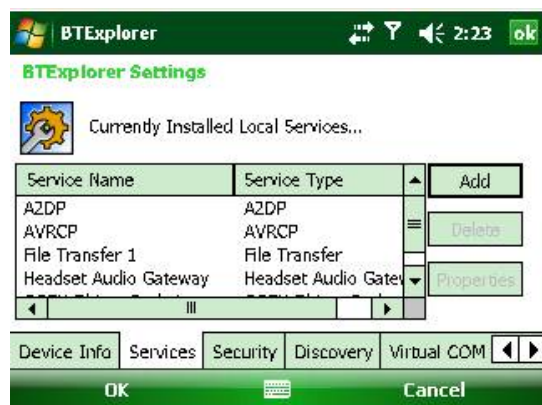 BTExplorer 2:23 ok
BTExplorer Settings
Currently Installed Local Services...
Service Name Service Type Add
A2DP A2DP
AVRCP AVRCP Delete
File Transfer 1 File Transfer
Headset Audio Gateway Headset Audio Gatew Properties
Device Info Services Security Discovery Virtual COM
OK Cancel